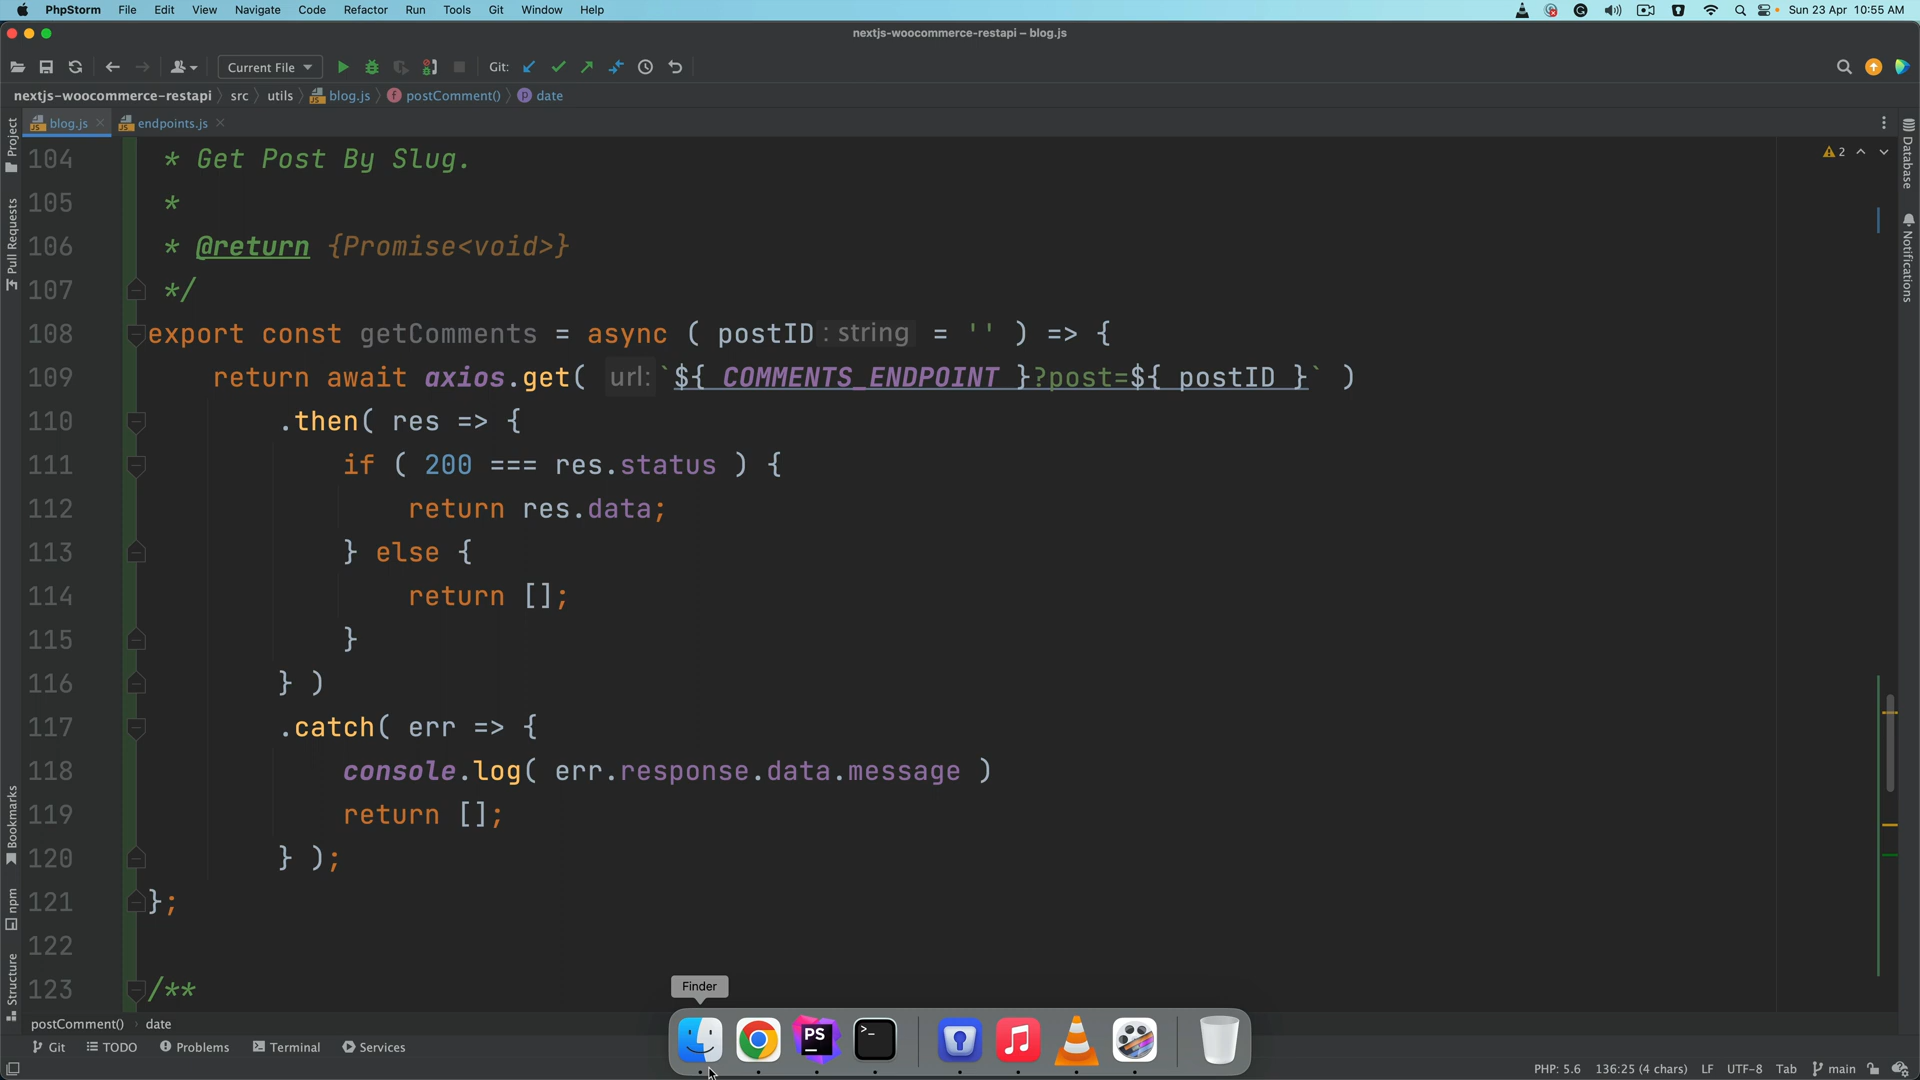 PhpStorm File Edit View Navigate Code Refactor Run Tools Git Window Help Sun 23 Apr 10:55 AM
nextjs-woocommerce-restapi – blog.js
Current File Git:
nextjs-woocommerce-restapi src utils blog.js postComment() date
blog.js endpoints.js
Project
Pull Requests
Bookmarks
npm
Structure
Database
Notifications
2
104 * Get Post By Slug.
105 *
106 * @return {Promise<void>}
107 */
108 export const getComments = async ( postID : string = '' ) => {
109 return await axios.get( url: `${ COMMENTS_ENDPOINT }?post=${ postID }` )
110 .then( res => {
111 if ( 200 === res.status ) {
112 return res.data;
113 } else {
114 return [];
115 }
116 } )
117 .catch( err => {
118 console.log( err.response.data.message )
119 return [];
120 } );
121 };
122
123 /**
Finder
PS
>_
postComment() date
Git TODO Problems Terminal Services
PHP: 5.6 136:25 (4 chars) LF UTF-8 Tab main